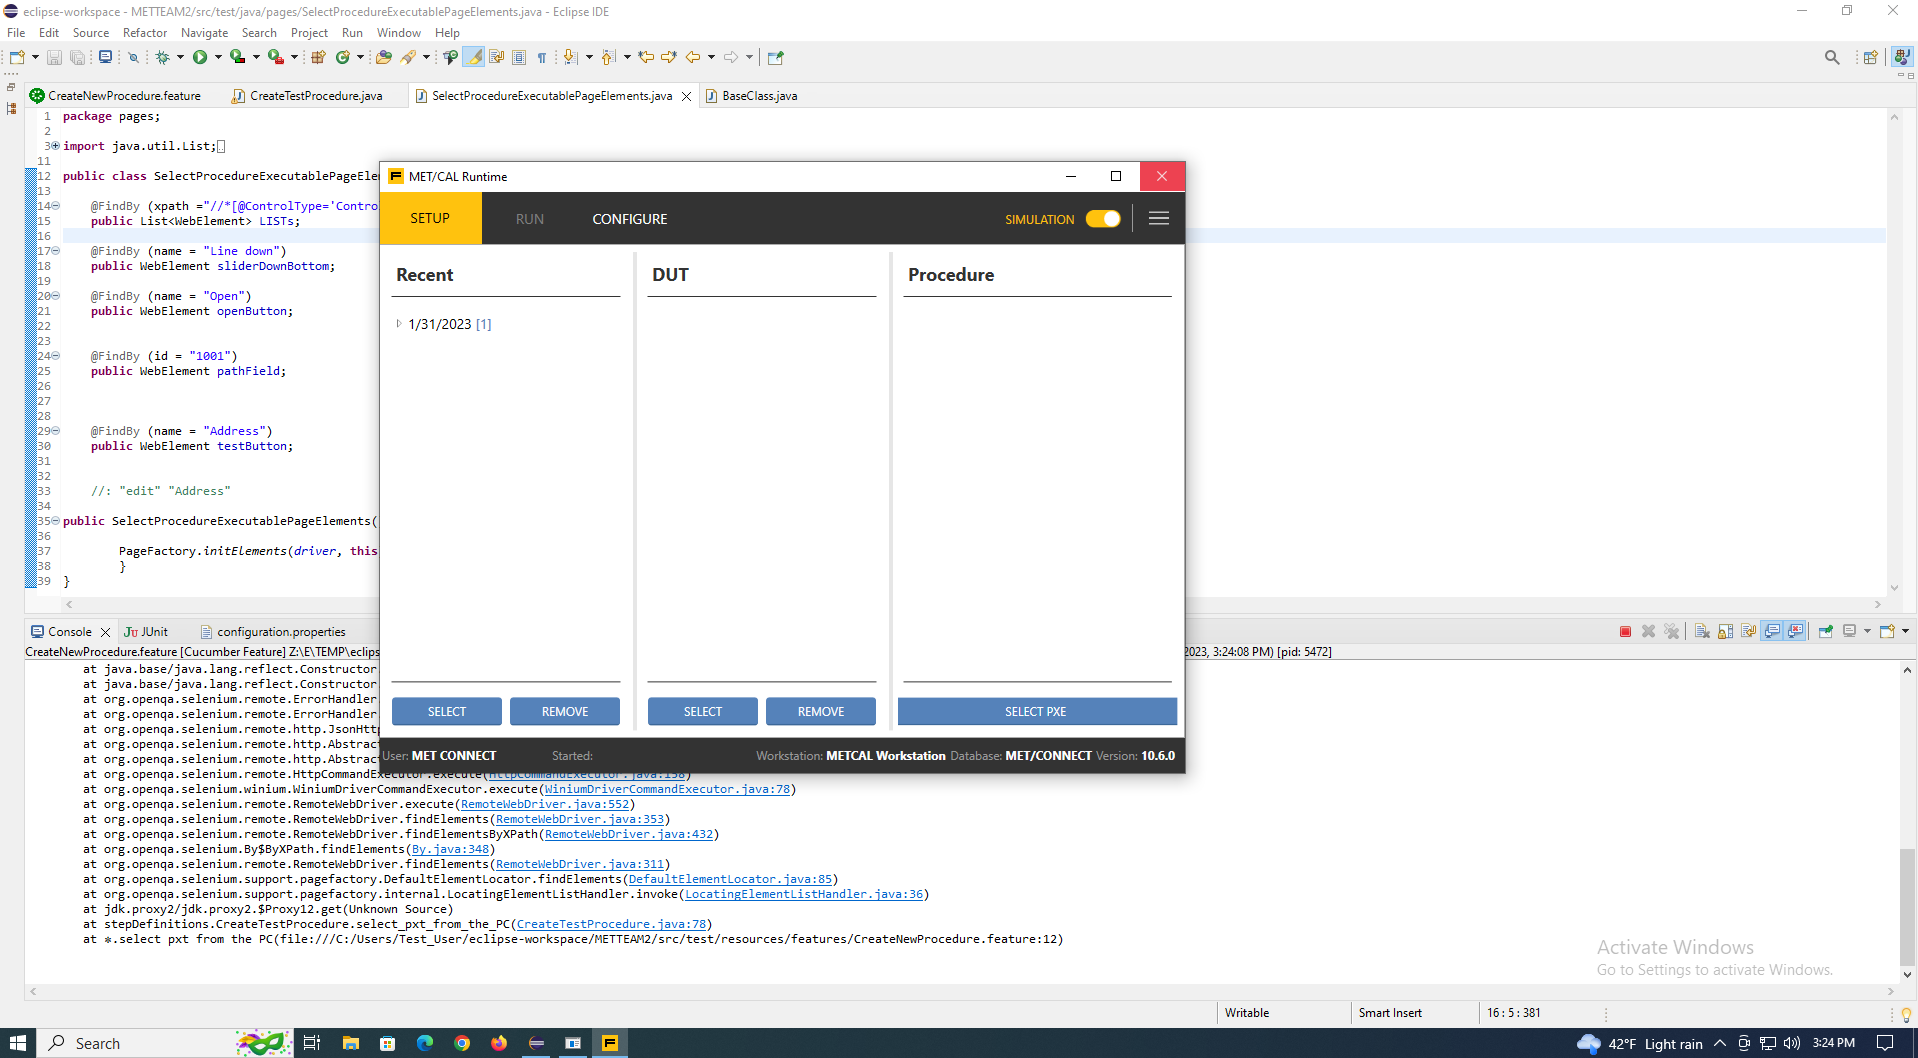 eclipse-workspace - METTEAM2/src/test/java/pages/SelectProcedureExecutablePageElements.java - Eclipse IDE
File Edit Source Refactor Navigate Search Project Run Window Help
CreateNewProcedure.feature CreateTestProcedure.java SelectProcedureExecutablePageElements.java BaseClass.java
1 package pages;
2
3 import java.util.List;
11
12 public class SelectProcedureExecutablePageElem
13
14 @FindBy (xpath ="//*[@ControlType='Contro
15 public List<WebElement> LISTs;
16
17 @FindBy (name = "Line down")
18 public WebElement sliderDownBottom;
19
20 @FindBy (name = "Open")
21 public WebElement openButton;
22
23
24 @FindBy (id = "1001")
25 public WebElement pathField;
26
27
28
29 @FindBy (name = "Address")
30 public WebElement testButton;
31
32
33 //: "edit" "Address"
34
35 public SelectProcedureExecutablePageElements(
36
37 PageFactory.initElements(driver, this
38 }
39 }
MET/CAL Runtime
SETUP RUN CONFIGURE SIMULATION
Recent DUT Procedure
1/31/2023 [1]
SELECT REMOVE SELECT REMOVE SELECT PXE
User: MET CONNECT Started: Workstation: METCAL Workstation Database: MET/CONNECT Version: 10.6.0
Console JUnit configuration.properties
CreateNewProcedure.feature [Cucumber Feature] Z:\E\TEMP\eclips 2023, 3:24:08 PM) [pid: 5472]
at java.base/java.lang.reflect.Constructor.
at java.base/java.lang.reflect.Constructor.
at org.openqa.selenium.remote.ErrorHandler.
at org.openqa.selenium.remote.ErrorHandler.
at org.openqa.selenium.remote.http.JsonHttp
at org.openqa.selenium.remote.http.Abstract
at org.openqa.selenium.remote.http.Abstract
at org.openqa.selenium.remote.HttpCommandExecutor.execute(HttpCommandExecutor.java:158)
at org.openqa.selenium.winium.WiniumDriverCommandExecutor.execute(WiniumDriverCommandExecutor.java:78)
at org.openqa.selenium.remote.RemoteWebDriver.execute(RemoteWebDriver.java:552)
at org.openqa.selenium.remote.RemoteWebDriver.findElements(RemoteWebDriver.java:353)
at org.openqa.selenium.remote.RemoteWebDriver.findElementsByXPath(RemoteWebDriver.java:432)
at org.openqa.selenium.By$ByXPath.findElements(By.java:348)
at org.openqa.selenium.remote.RemoteWebDriver.findElements(RemoteWebDriver.java:311)
at org.openqa.selenium.support.pagefactory.DefaultElementLocator.findElements(DefaultElementLocator.java:85)
at org.openqa.selenium.support.pagefactory.internal.LocatingElementListHandler.invoke(LocatingElementListHandler.java:36)
at jdk.proxy2/jdk.proxy2.$Proxy12.get(Unknown Source)
at stepDefinitions.CreateTestProcedure.select_pxt_from_the_PC(CreateTestProcedure.java:78)
at *.select pxt from the PC(file:///C:/Users/Test_User/eclipse-workspace/METTEAM2/src/test/resources/features/CreateNewProcedure.feature:12)
Activate Windows
Go to Settings to activate Windows.
Writable Smart Insert 16 : 5 : 381
Search 42°F Light rain 3:24 PM